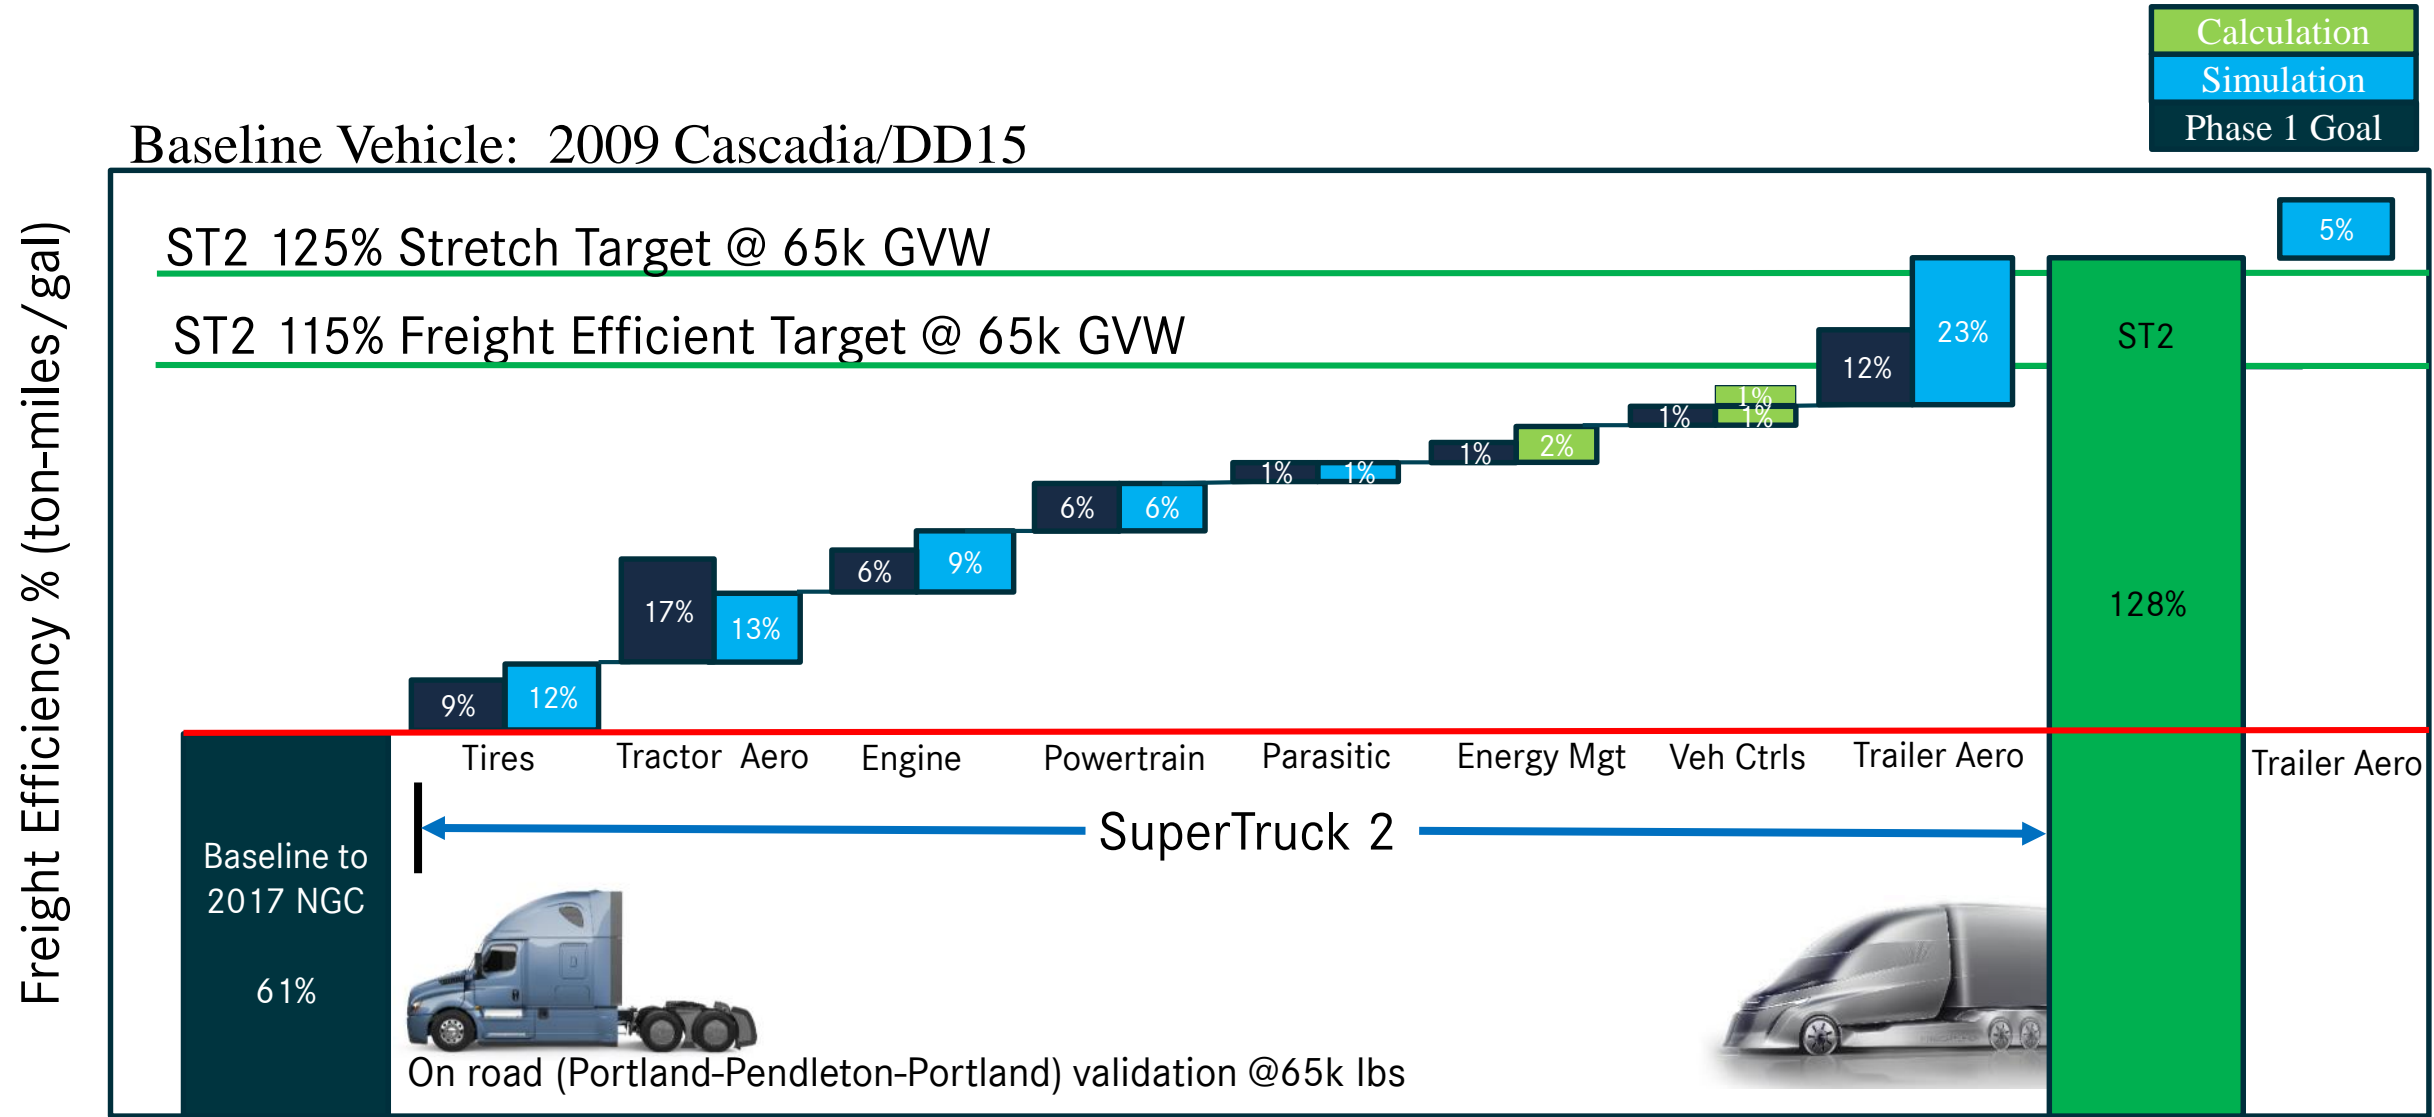 Calculation
Simulation
Phase 1 Goal
Baseline Vehicle:  2009 Cascadia/DD15
Freight Efficiency % (ton-miles/gal)
ST2 125% Stretch Target @ 65k GVW
5%
ST2 115% Freight Efficient Target @ 65k GVW
23%
ST2
12%
1%
1%
1%
1%
2%
1%
1%
6%
6%
6%
9%
17%
13%
9%
12%
128%
Tires
Tractor Aero
Engine
Powertrain
Parasitic
Energy Mgt
Veh Ctrls
Trailer Aero
Trailer Aero
SuperTruck 2
Baseline to
2017 NGC
61%
On road (Portland-Pendleton-Portland) validation @65k lbs